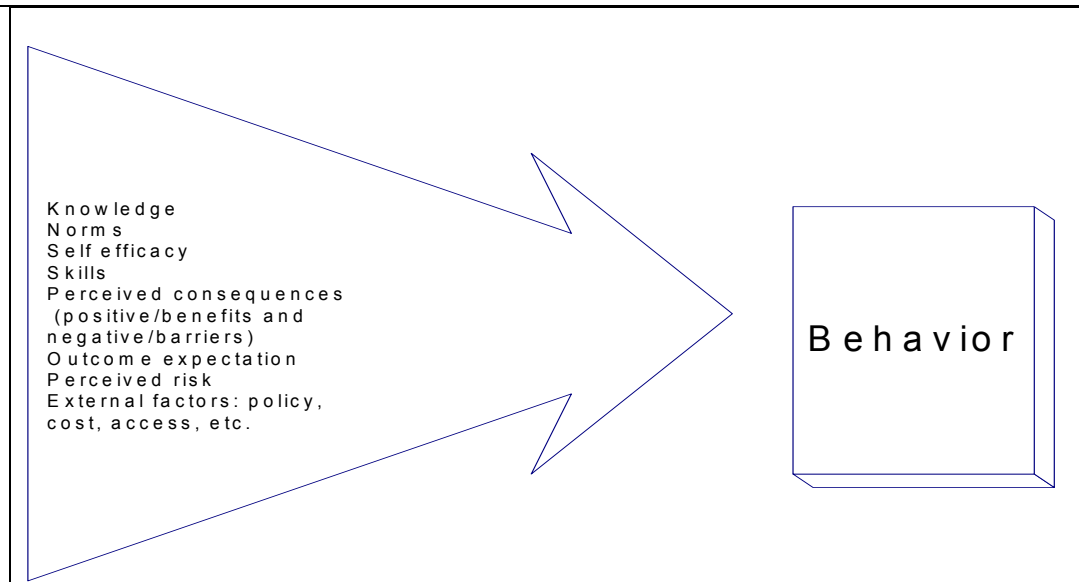 Knowledge
Norms
Self efficacy
Skills
Perceived consequences
(positive/benefits and
negative/barriers)
Outcome expectation
Perceived risk
External factors: policy,
cost, access, etc.
Behavior